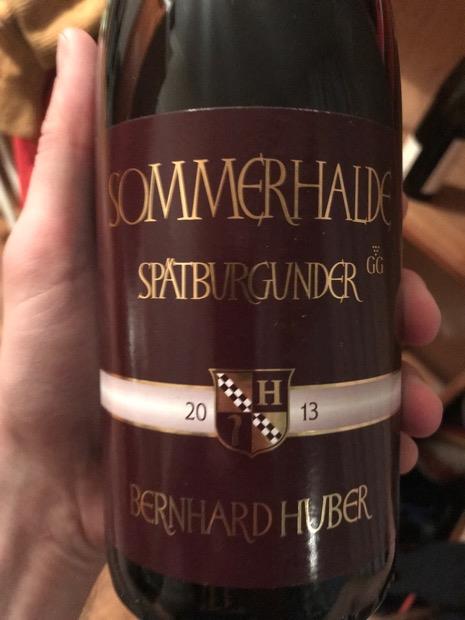 SOMMERHALDE
SPÄTBURGUNDER GG
H
20 13
BERNHARD HUBER